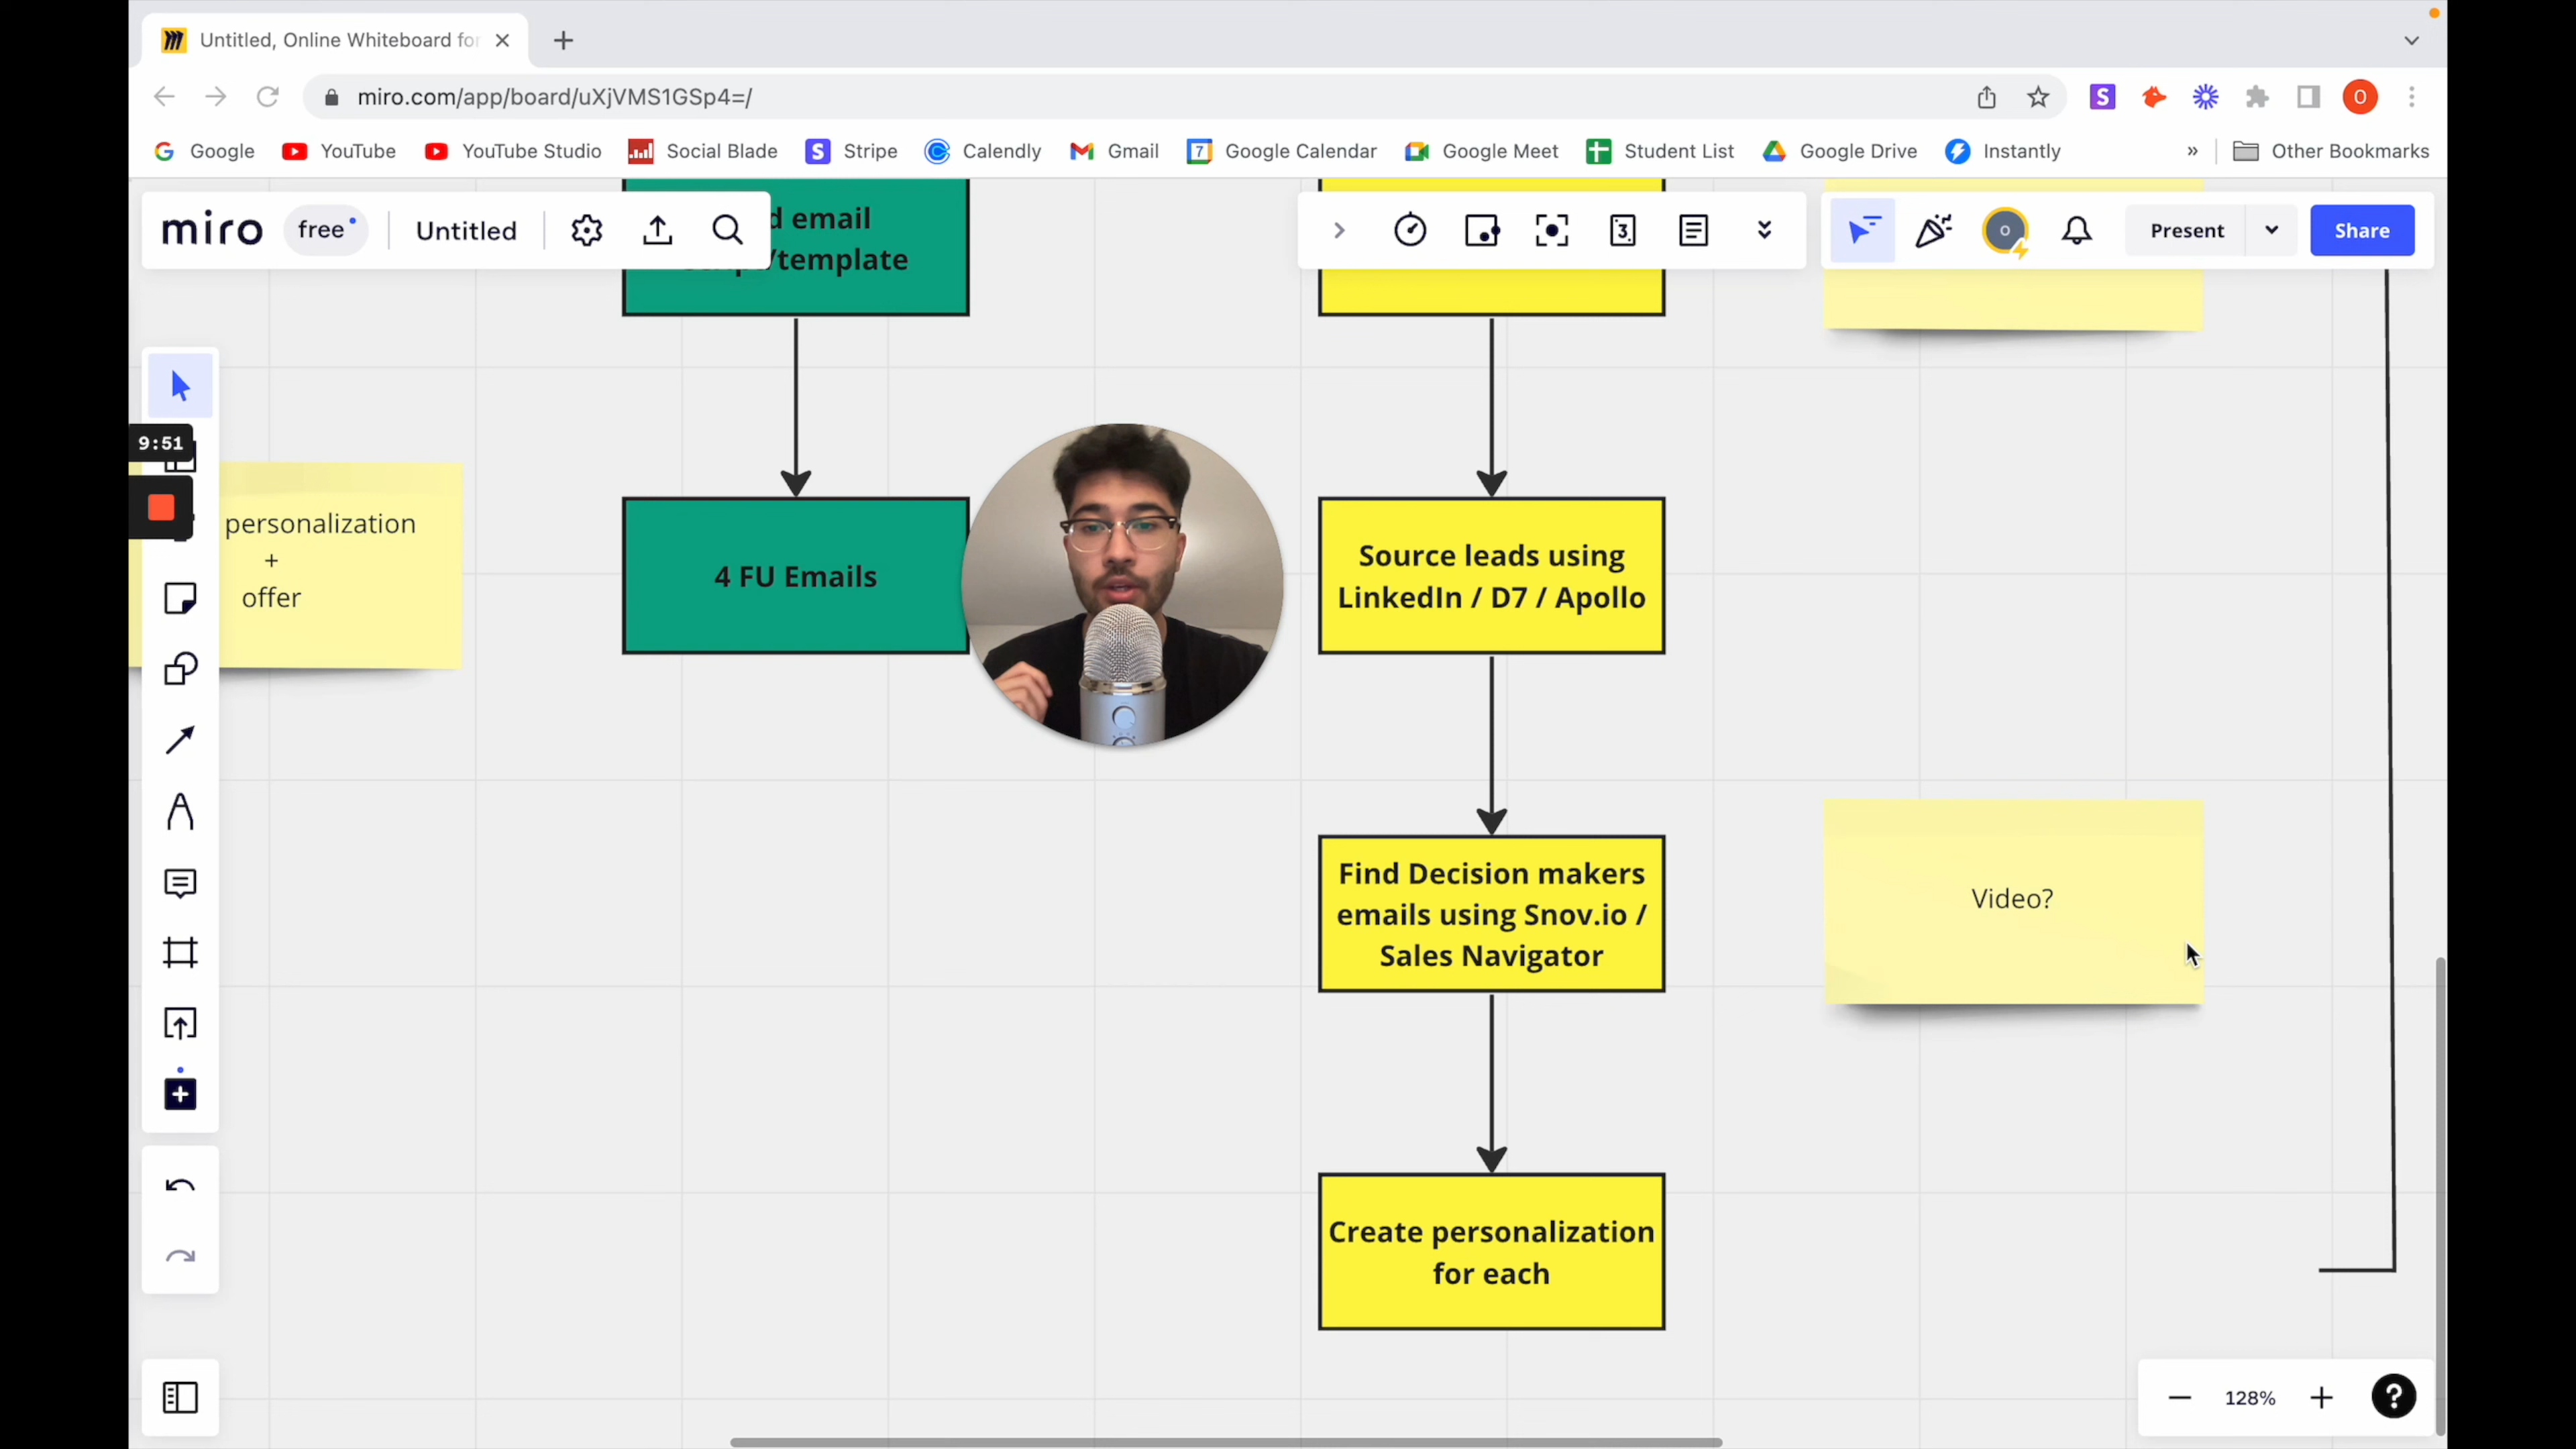 Untitled, Online Whiteboard for
miro.com/app/board/uXjVMS1GSp4=/
Google YouTube YouTube Studio Social Blade Stripe Calendly Gmail Google Calendar Google Meet Student List Google Drive Instantly » Other Bookmarks
miro free Untitled
Present Share
email
/template
9:51
personalization
+
offer
4 FU Emails
Source leads using
LinkedIn / D7 / Apollo
Find Decision makers
emails using Snov.io /
Sales Navigator
Video?
Create personalization
for each
128%